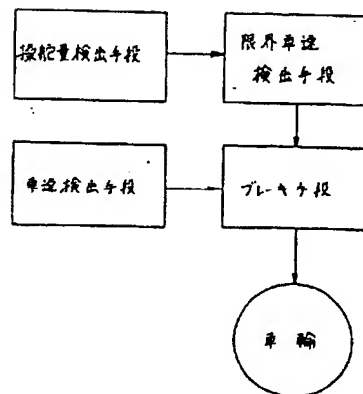 操舵量検出手段
限界車速
検出手段
車速検出手段
ブレーキ手段
車輪